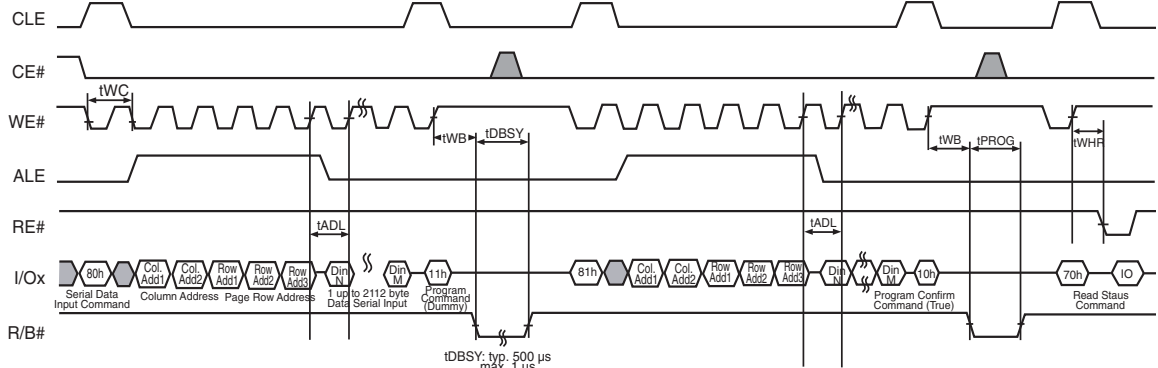 CLE
CE#
tWC
WE#
tWB
tDBSY
tWB
tPROG
tWHR
ALE
RE#
tADL
tADL
I/Ox
80h
Col. Add1
Col. Add2
Row Add1
Row Add2
Row Add3
Din N
Din M
11h
81h
Col. Add1
Col. Add2
Row Add1
Row Add2
Row Add3
Din N
Din M
10h
70h
IO
Serial Data
Input Command
Column Address
Page Row Address
1 up to 2112 byte
Data Serial Input
Program
Command
(Dummy)
Program Confirm
Command (True)
Read Staus
Command
R/B#
tDBSY: typ. 500 µs
max. 1 µs